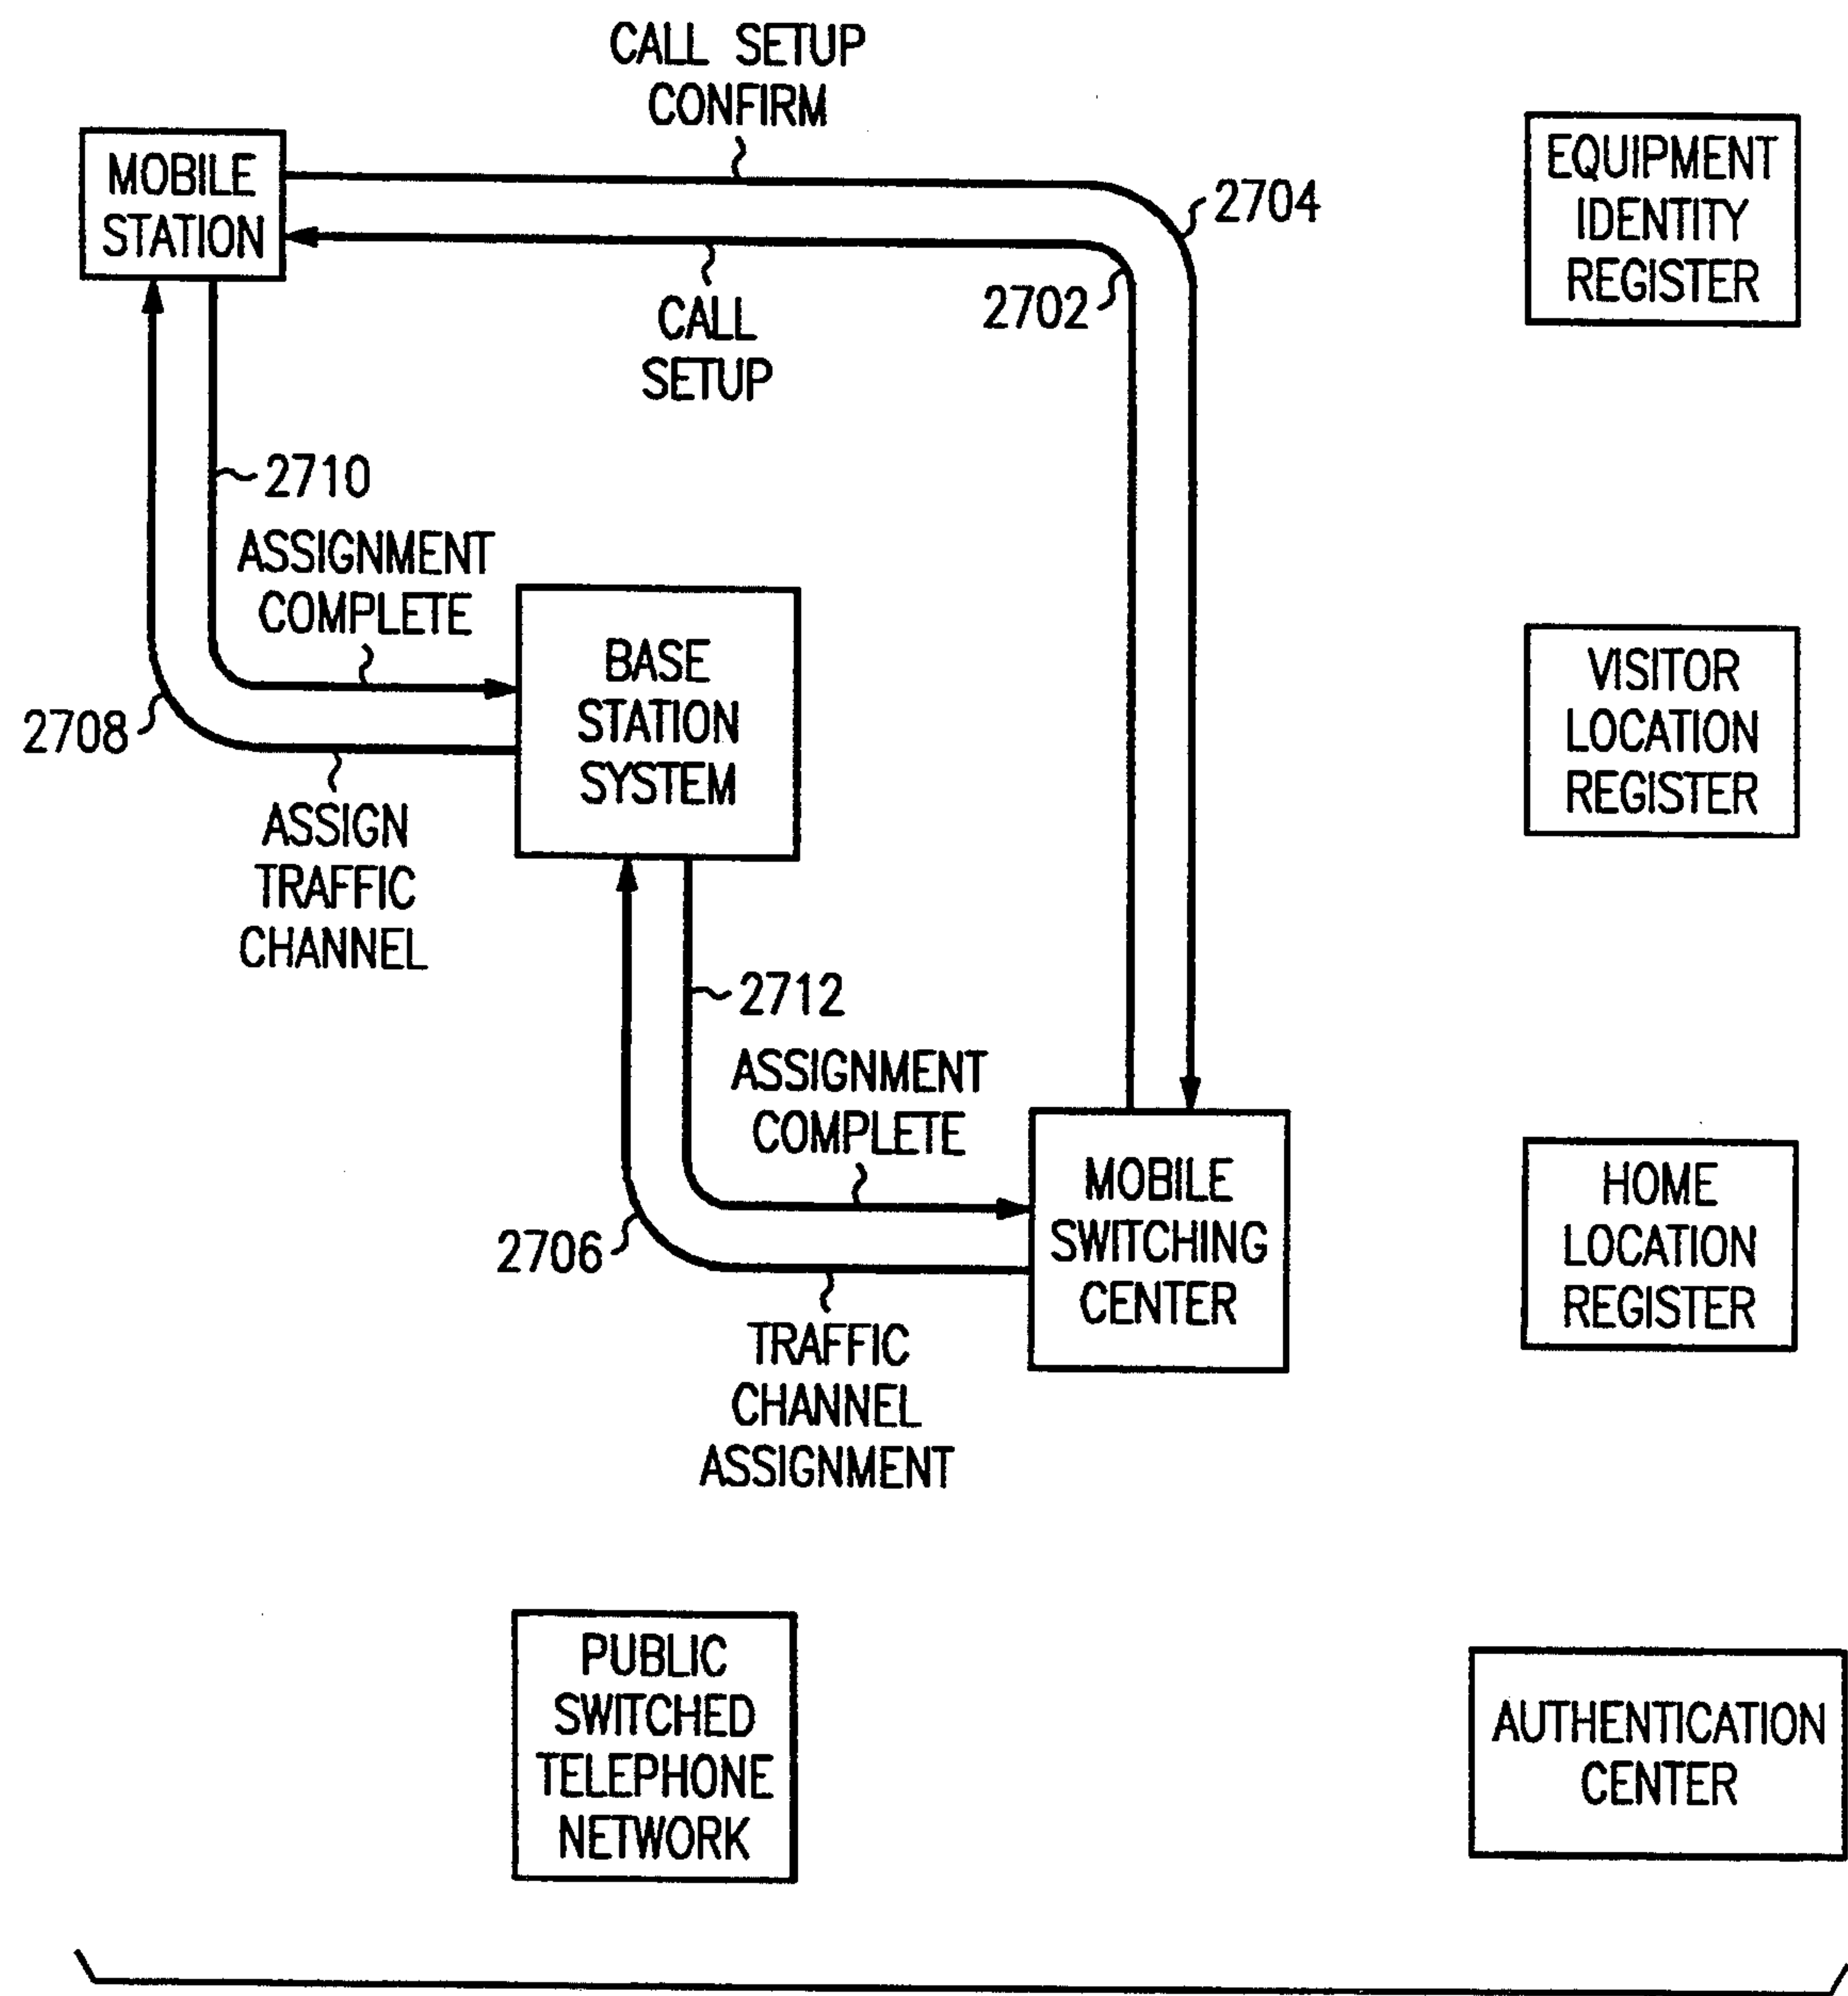 CALL SETUP
CONFIRM
MOBILE
STATION
EQUIPMENT
IDENTITY
REGISTER
2704
2702
CALL
SETUP
2710
ASSIGNMENT
COMPLETE
BASE
STATION
SYSTEM
VISITOR
LOCATION
REGISTER
2708
ASSIGN
TRAFFIC
CHANNEL
2712
ASSIGNMENT
COMPLETE
MOBILE
SWITCHING
CENTER
HOME
LOCATION
REGISTER
2706
TRAFFIC
CHANNEL
ASSIGNMENT
PUBLIC
SWITCHED
TELEPHONE
NETWORK
AUTHENTICATION
CENTER